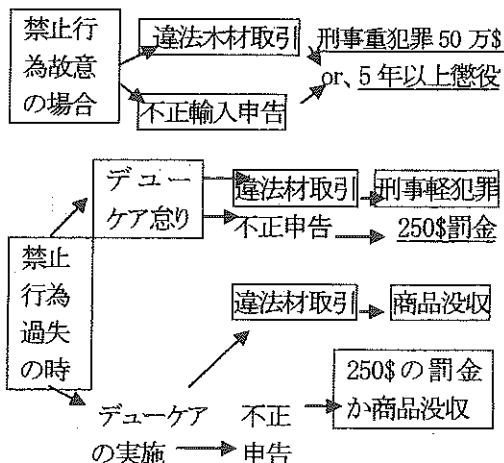 禁止行
為故意
の場合
違法木材取引
不正輸入申告
刑事重犯罪50万$
or、5年以上懲役
デュー
ケア怠り
違法材取引
刑事軽犯罪
不正申告
250$罰金
禁止
行為
過失
の時
違法材取引
商品没収
デューケア
の実施
不正
申告
250$の罰金
か商品没収